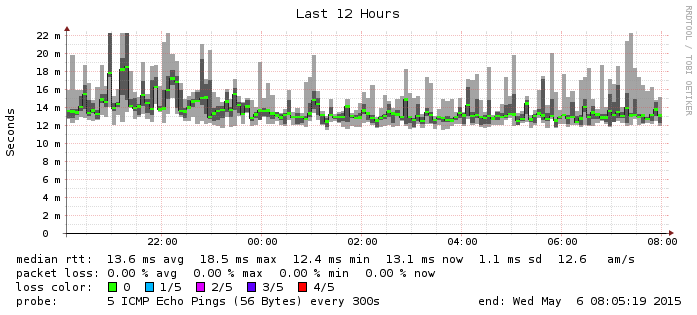 Last 12 Hours
RRDTOOL / TOBI OETIKER
Seconds
22 m
20 m
18 m
16 m
14 m
12 m
10 m
8 m
6 m
4 m
2 m
0
22:00 00:00 02:00 04:00 06:00 08:00
median rtt: 13.6 ms avg 18.5 ms max 12.4 ms min 13.1 ms now 1.1 ms sd 12.6 am/s
packet loss: 0.00 % avg 0.00 % max 0.00 % min 0.00 % now
loss color: 0 1/5 2/5 3/5 4/5
probe: 5 ICMP Echo Pings (56 Bytes) every 300s end: Wed May 6 08:05:19 2015